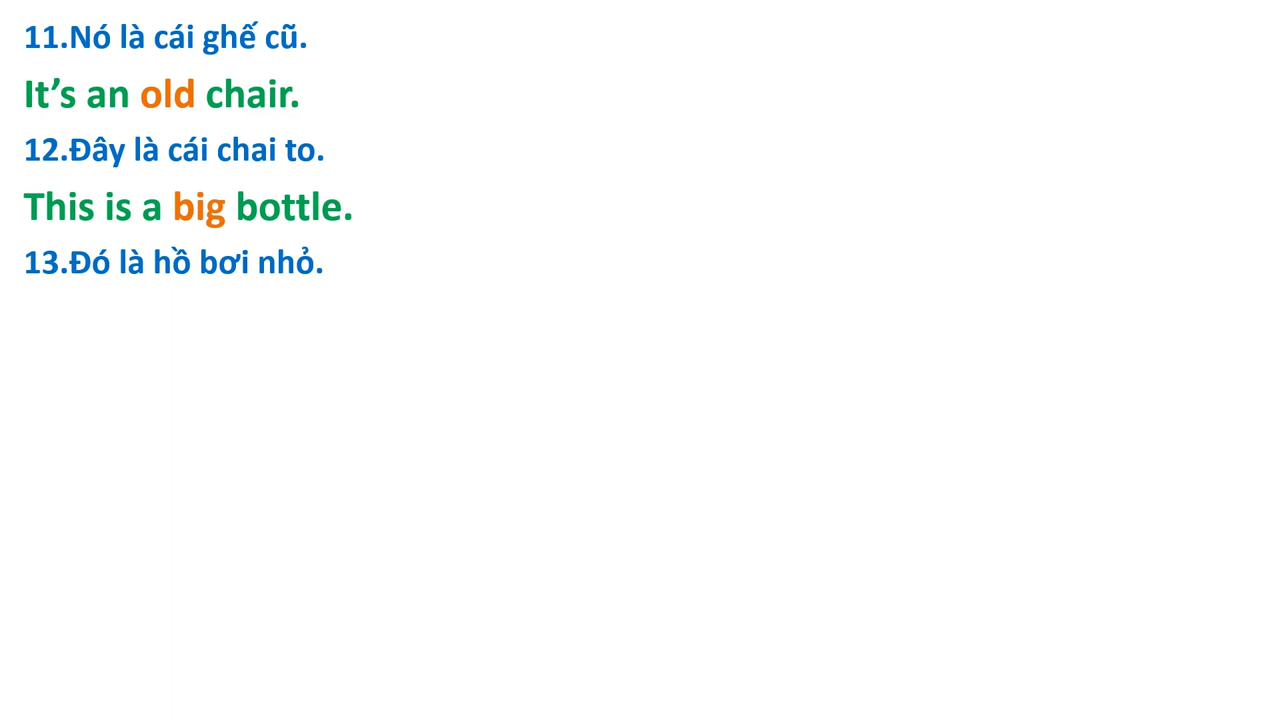 11.Nó là cái ghế cũ.
It’s an old chair.
12.Đây là cái chai to.
This is a big bottle.
13.Đó là hồ bơi nhỏ.